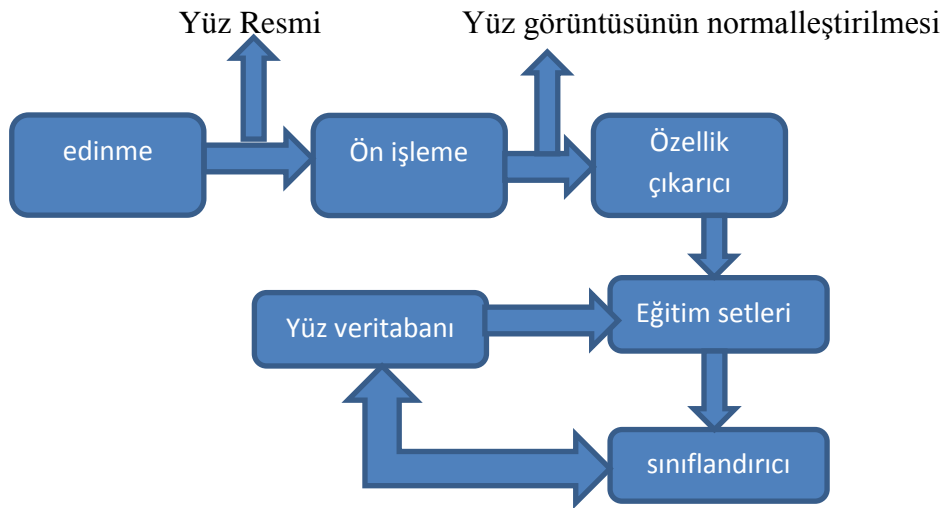 Yüz Resmi
Yüz görüntüsünün normalleştirilmesi
edinme
Ön işleme
Özellik
çıkarıcı
Yüz veritabanı
Eğitim setleri
sınıflandırıcı